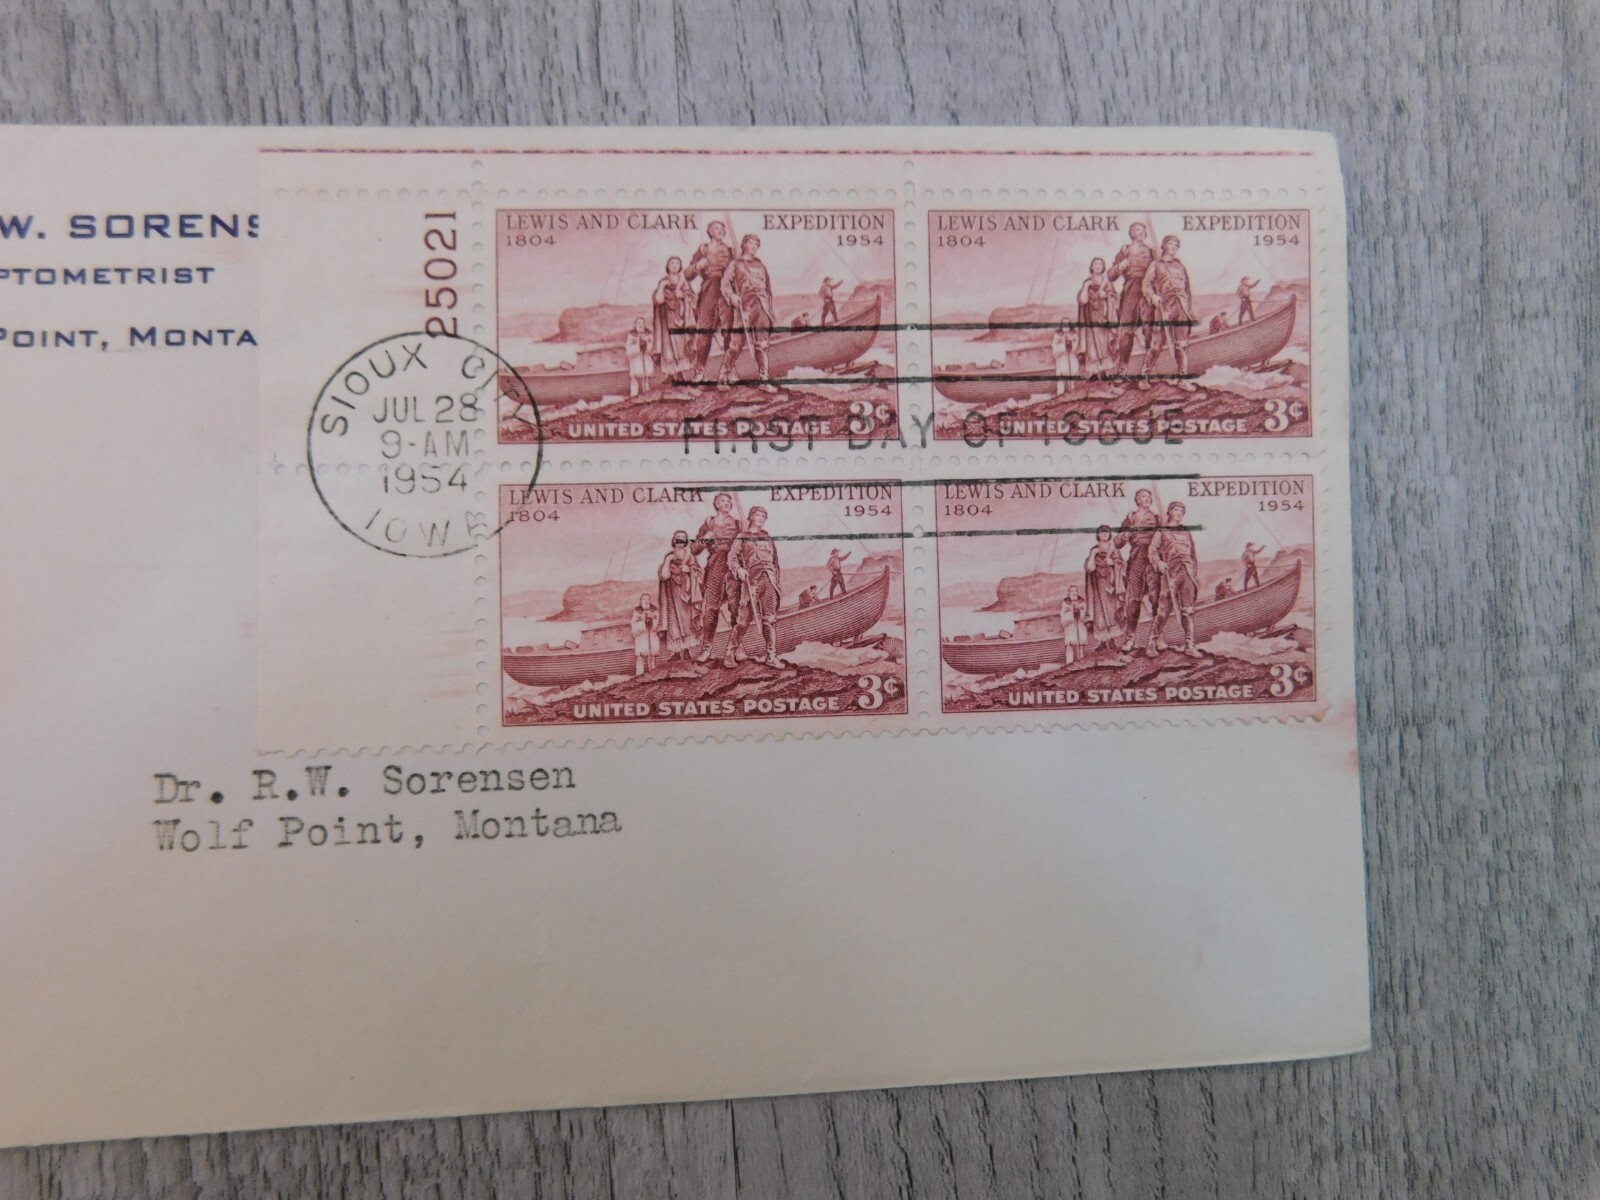 W. SORENS
PTOMETRIST
POINT, MONTA
25021
SIOUX CITY
JUL 28
9-AM
1954
IOWA
LEWIS AND CLARK EXPEDITION
1804 1954
UNITED STATES POSTAGE 3¢
LEWIS AND CLARK EXPEDITION
1804 1954
UNITED STATES POSTAGE 3¢
FIRST DAY OF ISSUE
LEWIS AND CLARK EXPEDITION
1804 1954
UNITED STATES POSTAGE 3¢
LEWIS AND CLARK EXPEDITION
1804 1954
UNITED STATES POSTAGE 3¢
Dr. R.W. Sorensen
Wolf Point, Montana